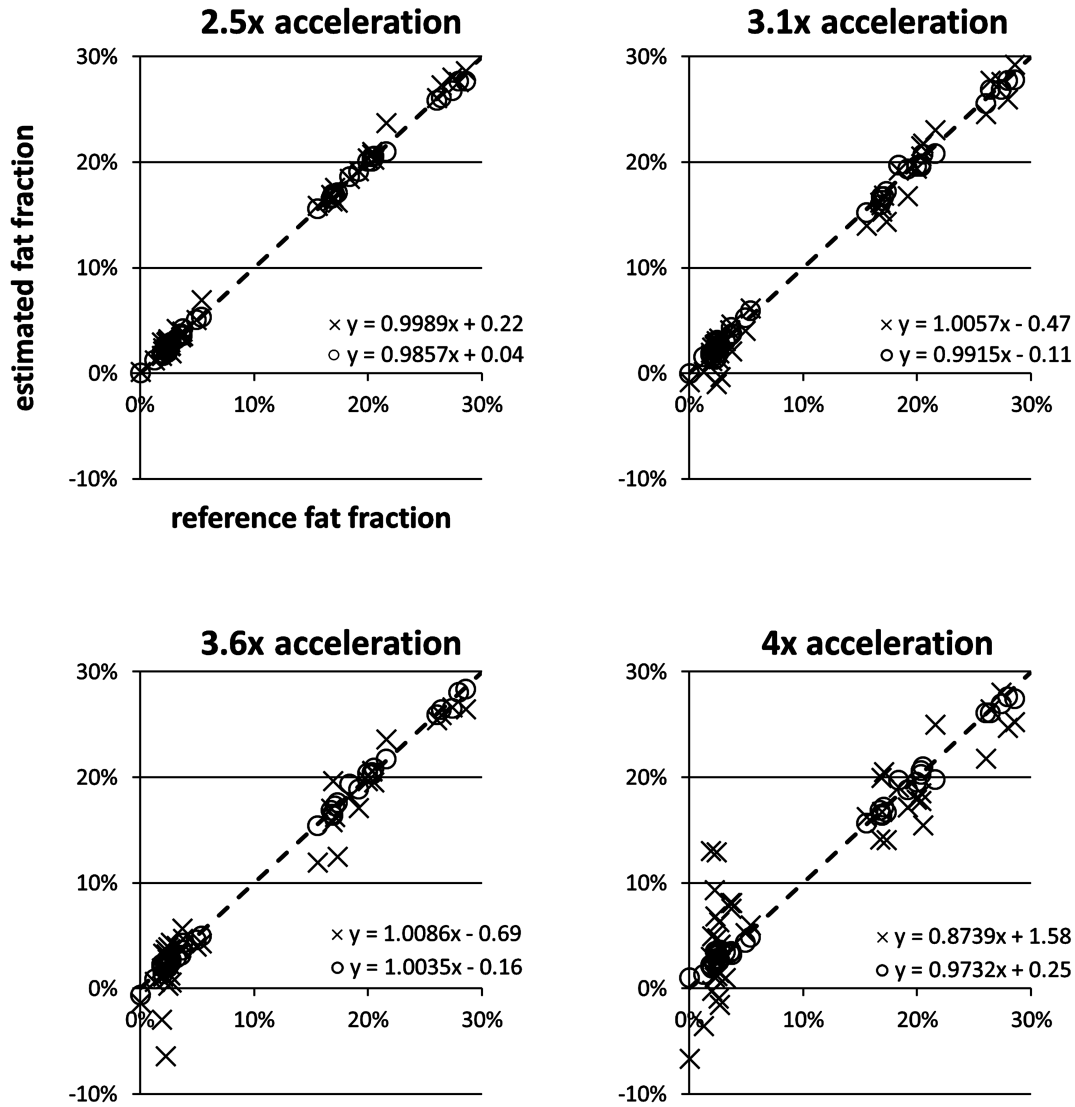 2.5x acceleration
30%
20%
10%
0%
-10%
0% 10% 20% 30%
estimated fat fraction
reference fat fraction
× y = 0.9989x + 0.22
○ y = 0.9857x + 0.04
3.1x acceleration
30%
20%
10%
0%
-10%
0% 10% 20% 30%
× y = 1.0057x - 0.47
○ y = 0.9915x - 0.11
3.6x acceleration
30%
20%
10%
0%
-10%
0% 10% 20% 30%
× y = 1.0086x - 0.69
○ y = 1.0035x - 0.16
4x acceleration
30%
20%
10%
0%
-10%
0% 10% 20% 30%
× y = 0.8739x + 1.58
○ y = 0.9732x + 0.25